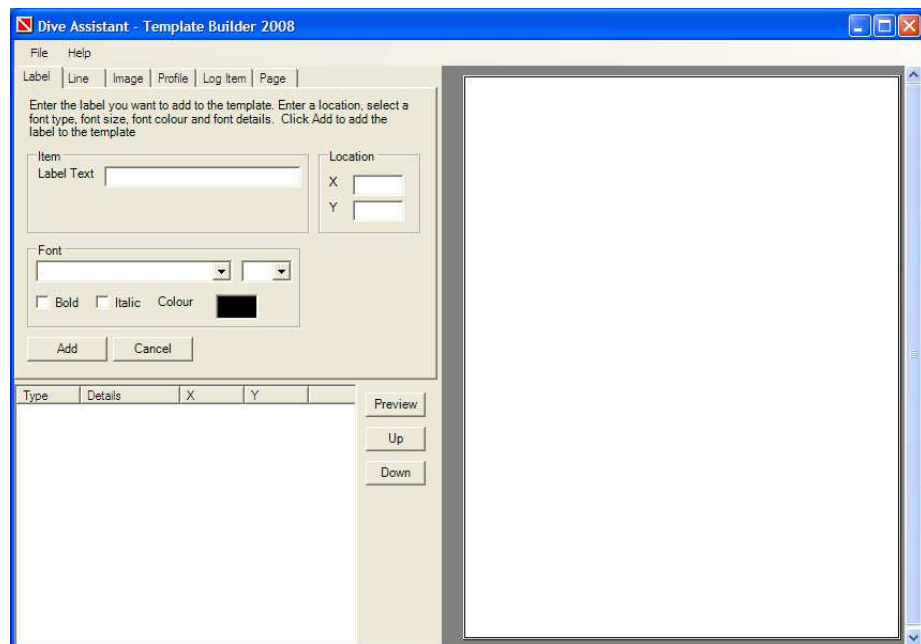 Dive Assistant - Template Builder 2008
File Help
Label Line Image Profile Log Item Page
Enter the label you want to add to the template. Enter a location, select a
font type, font size, font colour and font details. Click Add to add the
label to the template
Item
Label Text
Location
X
Y
Font
Bold Italic Colour
Add Cancel
Type Details X Y
Preview
Up
Down